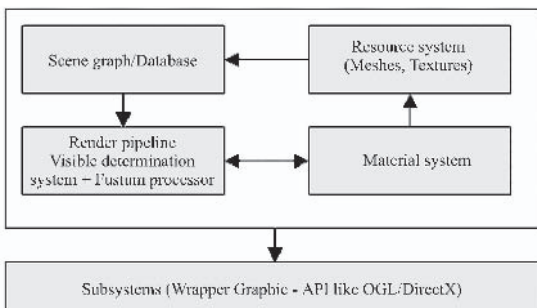 Scene graph/Database
Resource system
(Meshes, Textures)
Render pipeline
Visible determination
system + Fustum processor
Material system
Subsystems (Wrapper Graphic - API like OGL/DirectX)